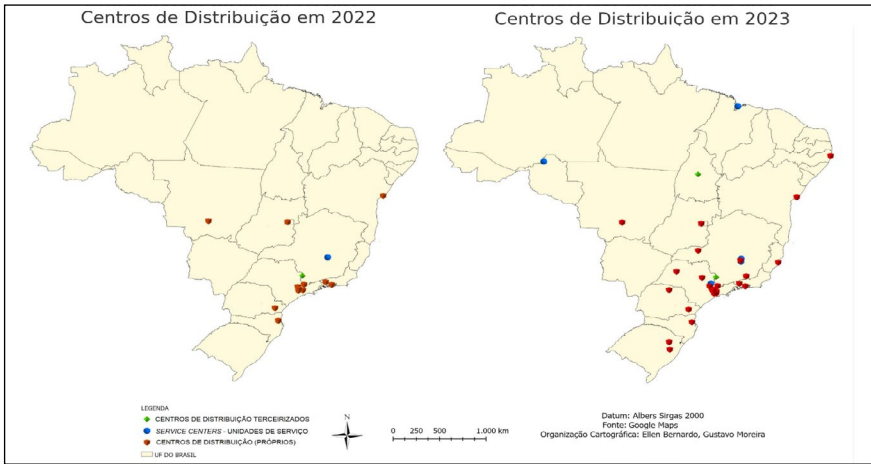 Centros de Distribuição em 2022
Centros de Distribuição em 2023
LEGENDA
CENTROS DE DISTRIBUIÇÃO TERCEIRIZADOS
SERVICE CENTERS - UNIDADES DE SERVIÇO
CENTROS DE DISTRIBUIÇÃO (PRÓPRIOS)
UF DO BRASIL
N
0 250 500 1.000 km
Datum: Albers Sirgas 2000
Fonte: Google Maps
Organização Cartográfica: Ellen Bernardo, Gustavo Moreira